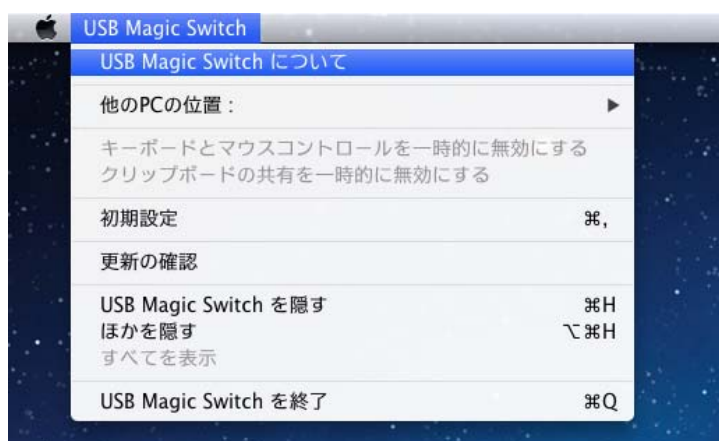 USB Magic Switch
USB Magic Switch について
他のPCの位置：
キーボードとマウスコントロールを一時的に無効にする
クリップボードの共有を一時的に無効にする
初期設定 ⌘,
更新の確認
USB Magic Switch を隠す ⌘H
ほかを隠す ⌥⌘H
すべてを表示
USB Magic Switch を終了 ⌘Q